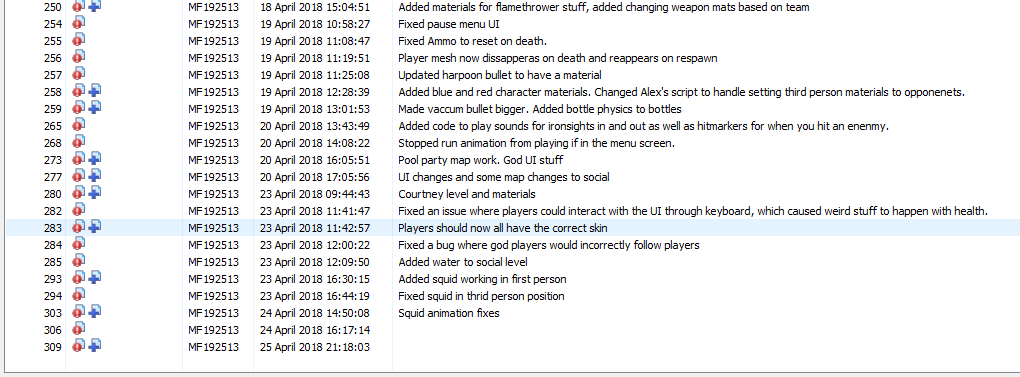 250 MF192513 18 April 2018 15:04:51 Added materials for flamethrower stuff, added changing weapon mats based on team
254 MF192513 19 April 2018 10:58:27 Fixed pause menu UI
255 MF192513 19 April 2018 11:08:47 Fixed Ammo to reset on death.
256 MF192513 19 April 2018 11:19:51 Player mesh now dissapperas on death and reappears on respawn
257 MF192513 19 April 2018 11:25:08 Updated harpoon bullet to have a material
258 MF192513 19 April 2018 12:28:39 Added blue and red character materials. Changed Alex's script to handle setting third person materials to opponenets.
259 MF192513 19 April 2018 13:01:53 Made vaccum bullet bigger. Added bottle physics to bottles
265 MF192513 20 April 2018 13:43:49 Added code to play sounds for ironsights in and out as well as hitmarkers for when you hit an enenmy.
268 MF192513 20 April 2018 14:08:22 Stopped run animation from playing if in the menu screen.
273 MF192513 20 April 2018 16:05:51 Pool party map work. God UI stuff
277 MF192513 20 April 2018 17:05:56 UI changes and some map changes to social
280 MF192513 23 April 2018 09:44:43 Courtney level and materials
282 MF192513 23 April 2018 11:41:47 Fixed an issue where players could interact with the UI through keyboard, which caused weird stuff to happen with health.
283 MF192513 23 April 2018 11:42:57 Players should now all have the correct skin
284 MF192513 23 April 2018 12:00:22 Fixed a bug where god players would incorrectly follow players
285 MF192513 23 April 2018 12:09:50 Added water to social level
293 MF192513 23 April 2018 16:30:15 Added squid working in first person
294 MF192513 23 April 2018 16:44:19 Fixed squid in thrid person position
303 MF192513 24 April 2018 14:50:08 Squid animation fixes
306 MF192513 24 April 2018 16:17:14
309 MF192513 25 April 2018 21:18:03